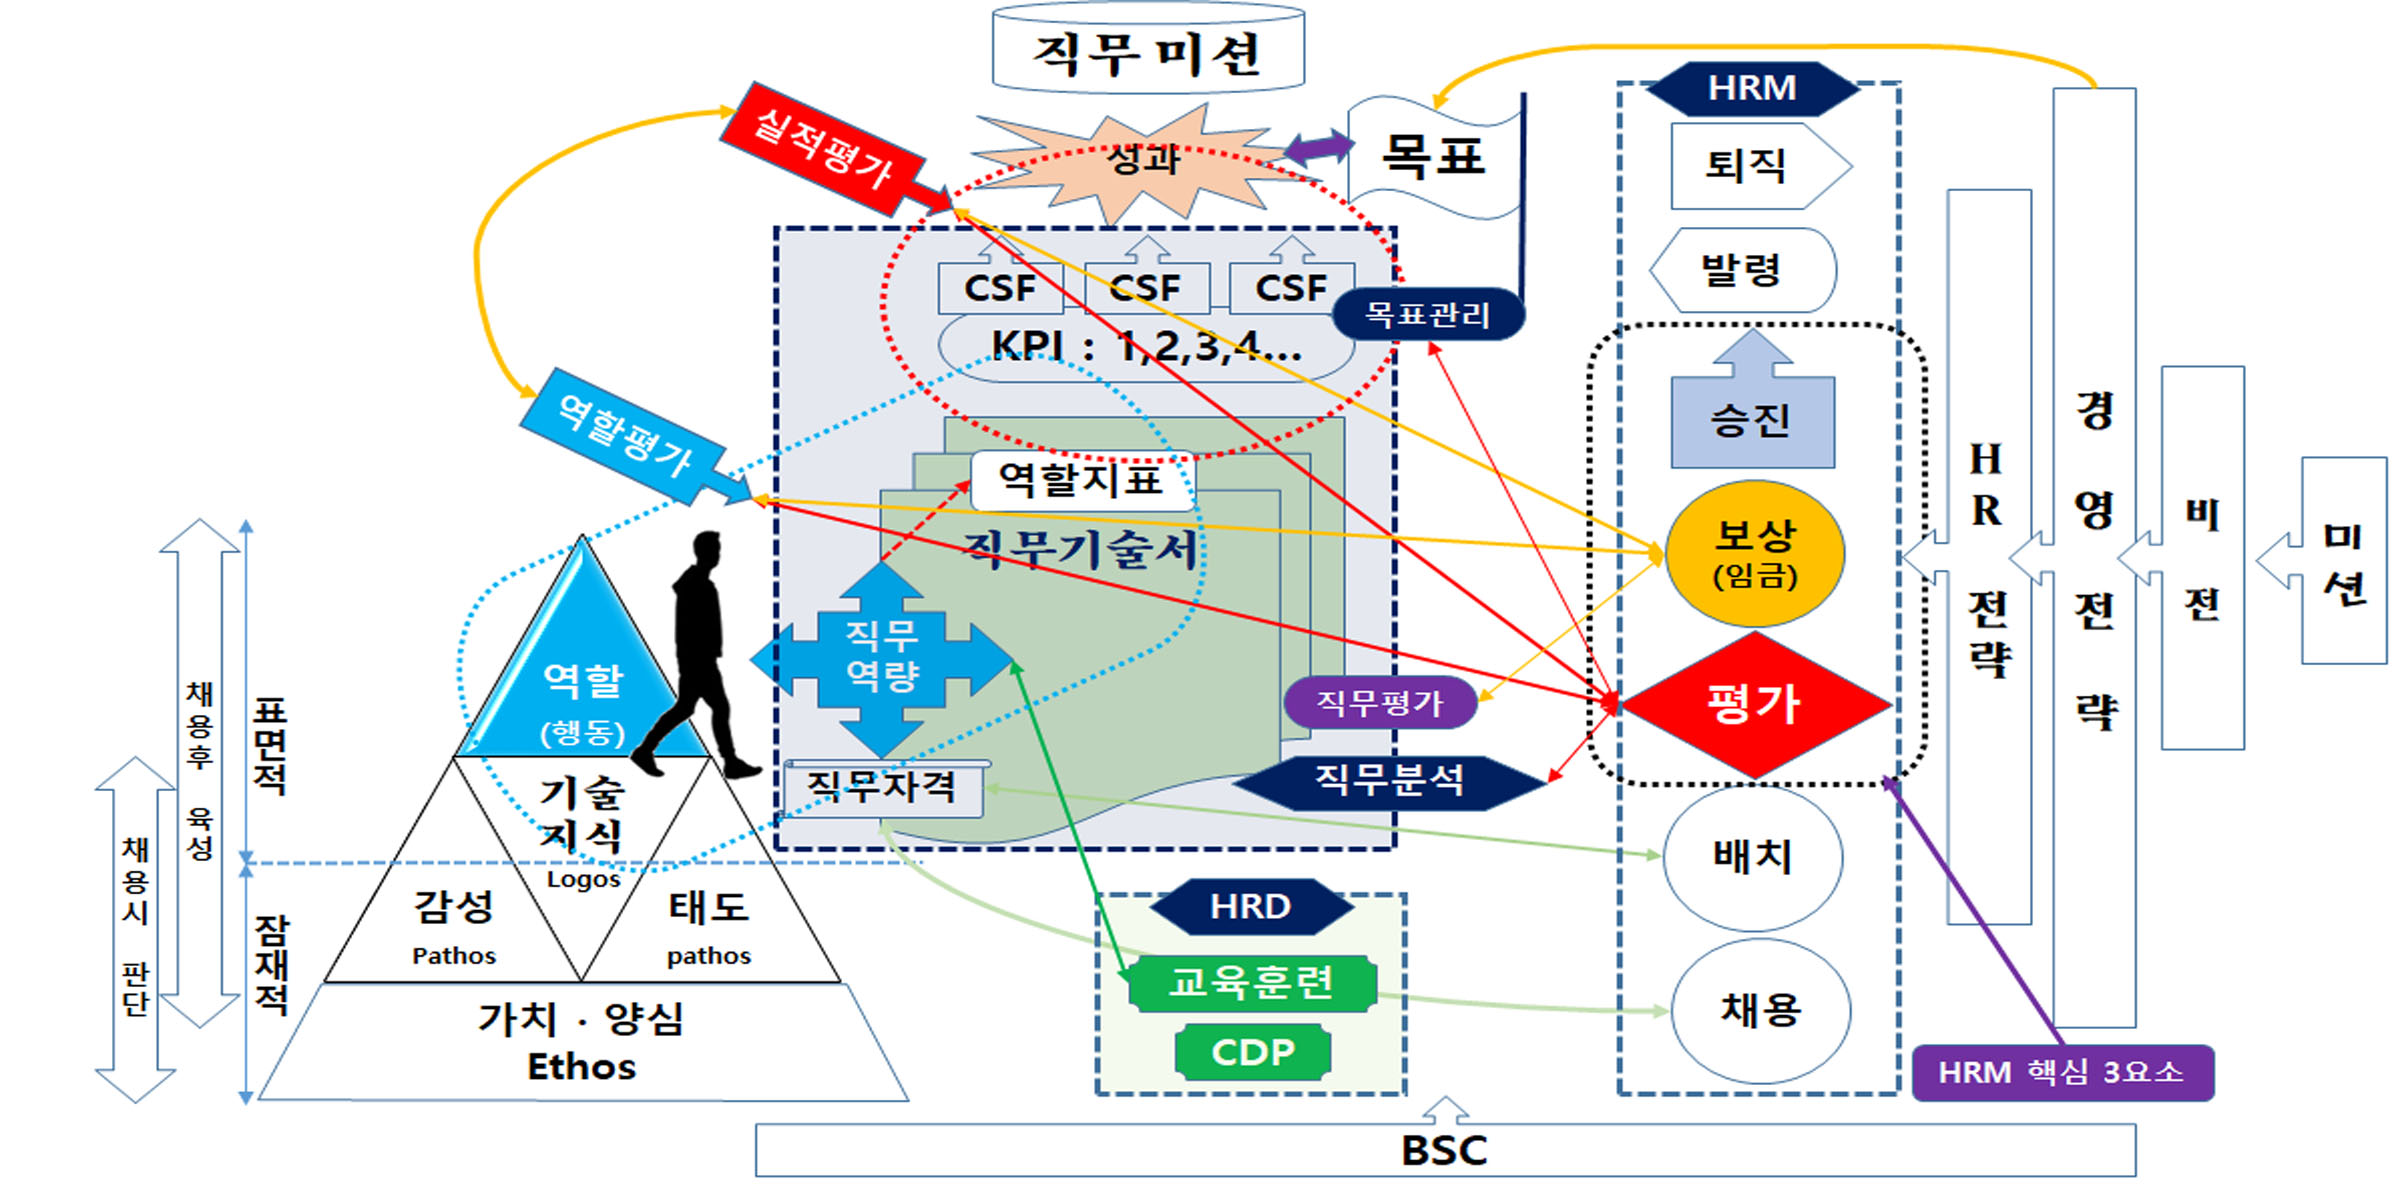 직무 미션
실적평가
성과
목표
HRM
퇴직
발령
CSF
CSF
CSF
목표관리
KPI : 1,2,3,4...
역할평가
승진
역할지표
직무기술서
보상
(임금)
직무
역량
직무평가
평가
직무분석
직무자격
역할
(행동)
기술
지식
Logos
감성
Pathos
태도
pathos
가치 · 양심
Ethos
표면적
잠재적
채용후 육성
채용시 판단
배치
채용
HRD
교육훈련
CDP
HR 전략
경영전략
비전
미션
HRM 핵심 3요소
BSC